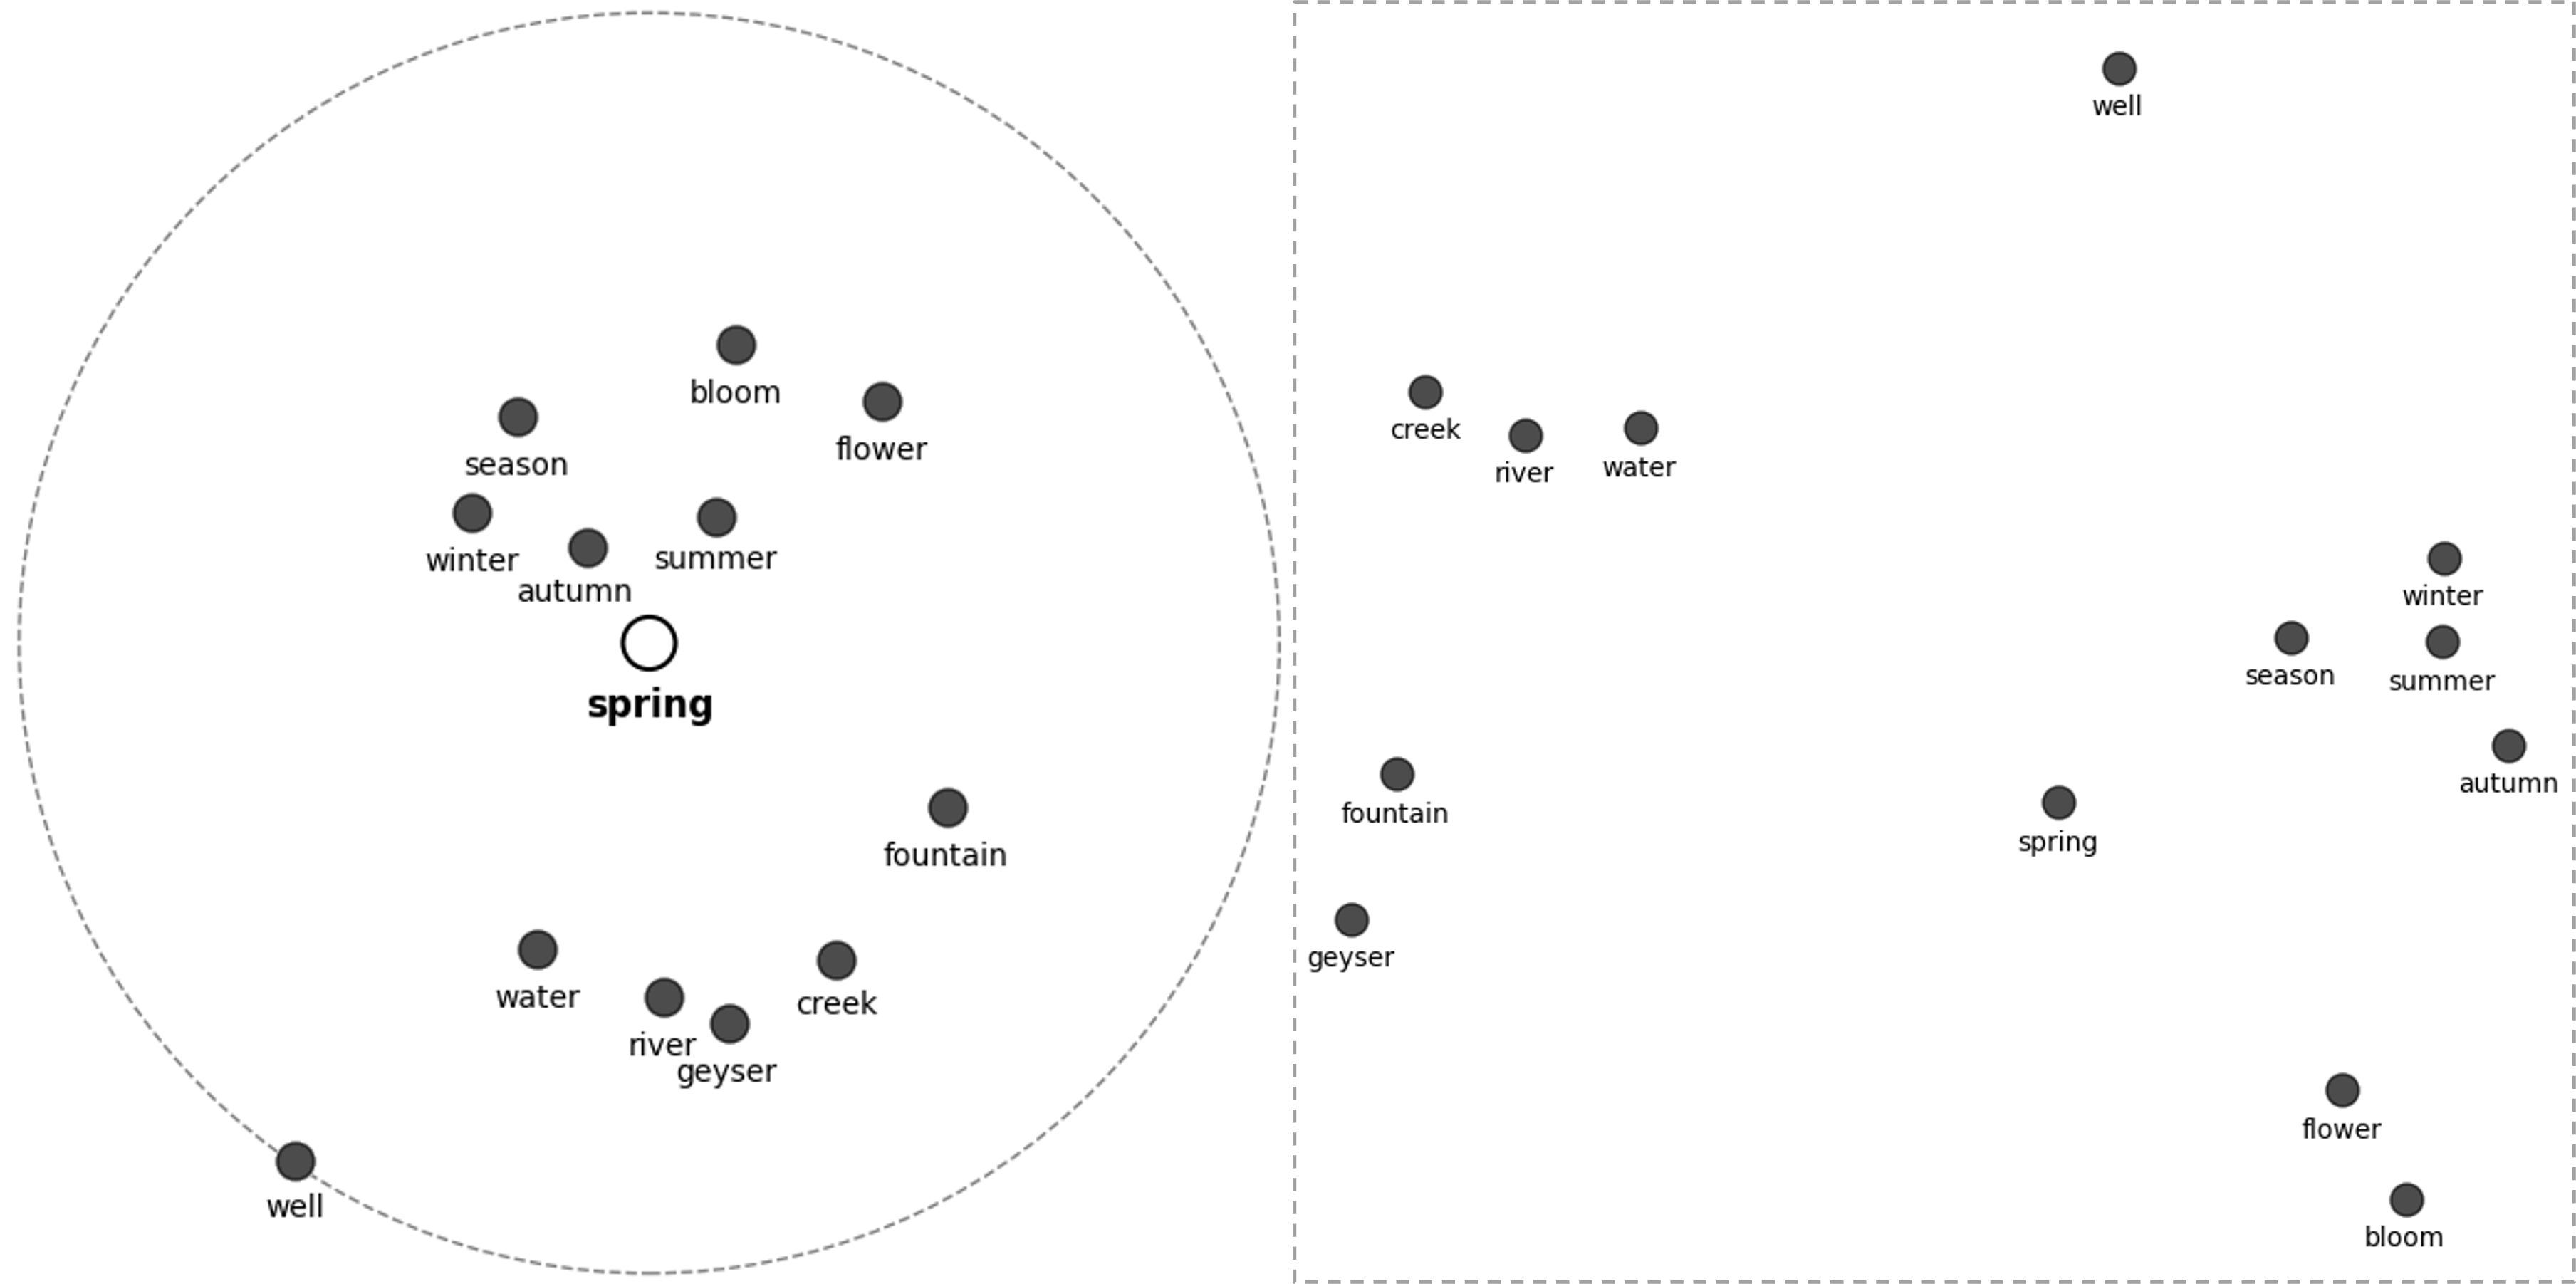 bloom
flower
season
winter
summer
autumn
spring
fountain
water
creek
river
geyser
well
well
creek
river
water
winter
season
summer
autumn
fountain
spring
geyser
flower
bloom